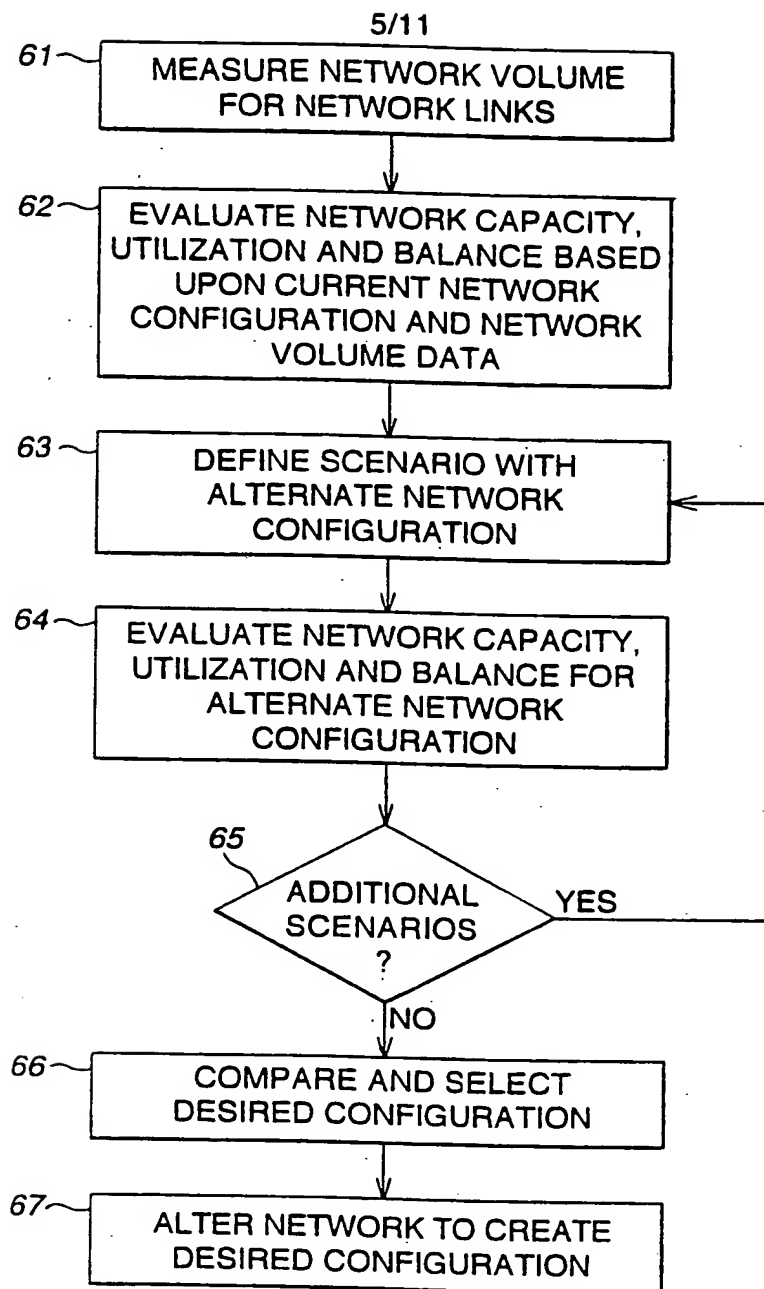 5/11
61
MEASURE NETWORK VOLUME
FOR NETWORK LINKS
62
EVALUATE NETWORK CAPACITY,
UTILIZATION AND BALANCE BASED
UPON CURRENT NETWORK
CONFIGURATION AND NETWORK
VOLUME DATA
63
DEFINE SCENARIO WITH
ALTERNATE NETWORK
CONFIGURATION
64
EVALUATE NETWORK CAPACITY,
UTILIZATION AND BALANCE FOR
ALTERNATE NETWORK
CONFIGURATION
65
ADDITIONAL
SCENARIOS
?
YES
NO
66
COMPARE AND SELECT
DESIRED CONFIGURATION
67
ALTER NETWORK TO CREATE
DESIRED CONFIGURATION